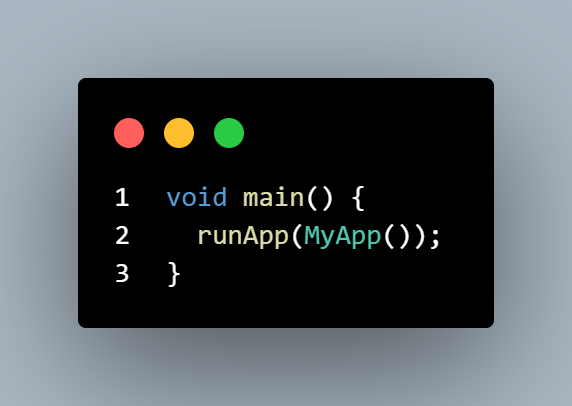 1 void main() {
2   runApp(MyApp());
3 }